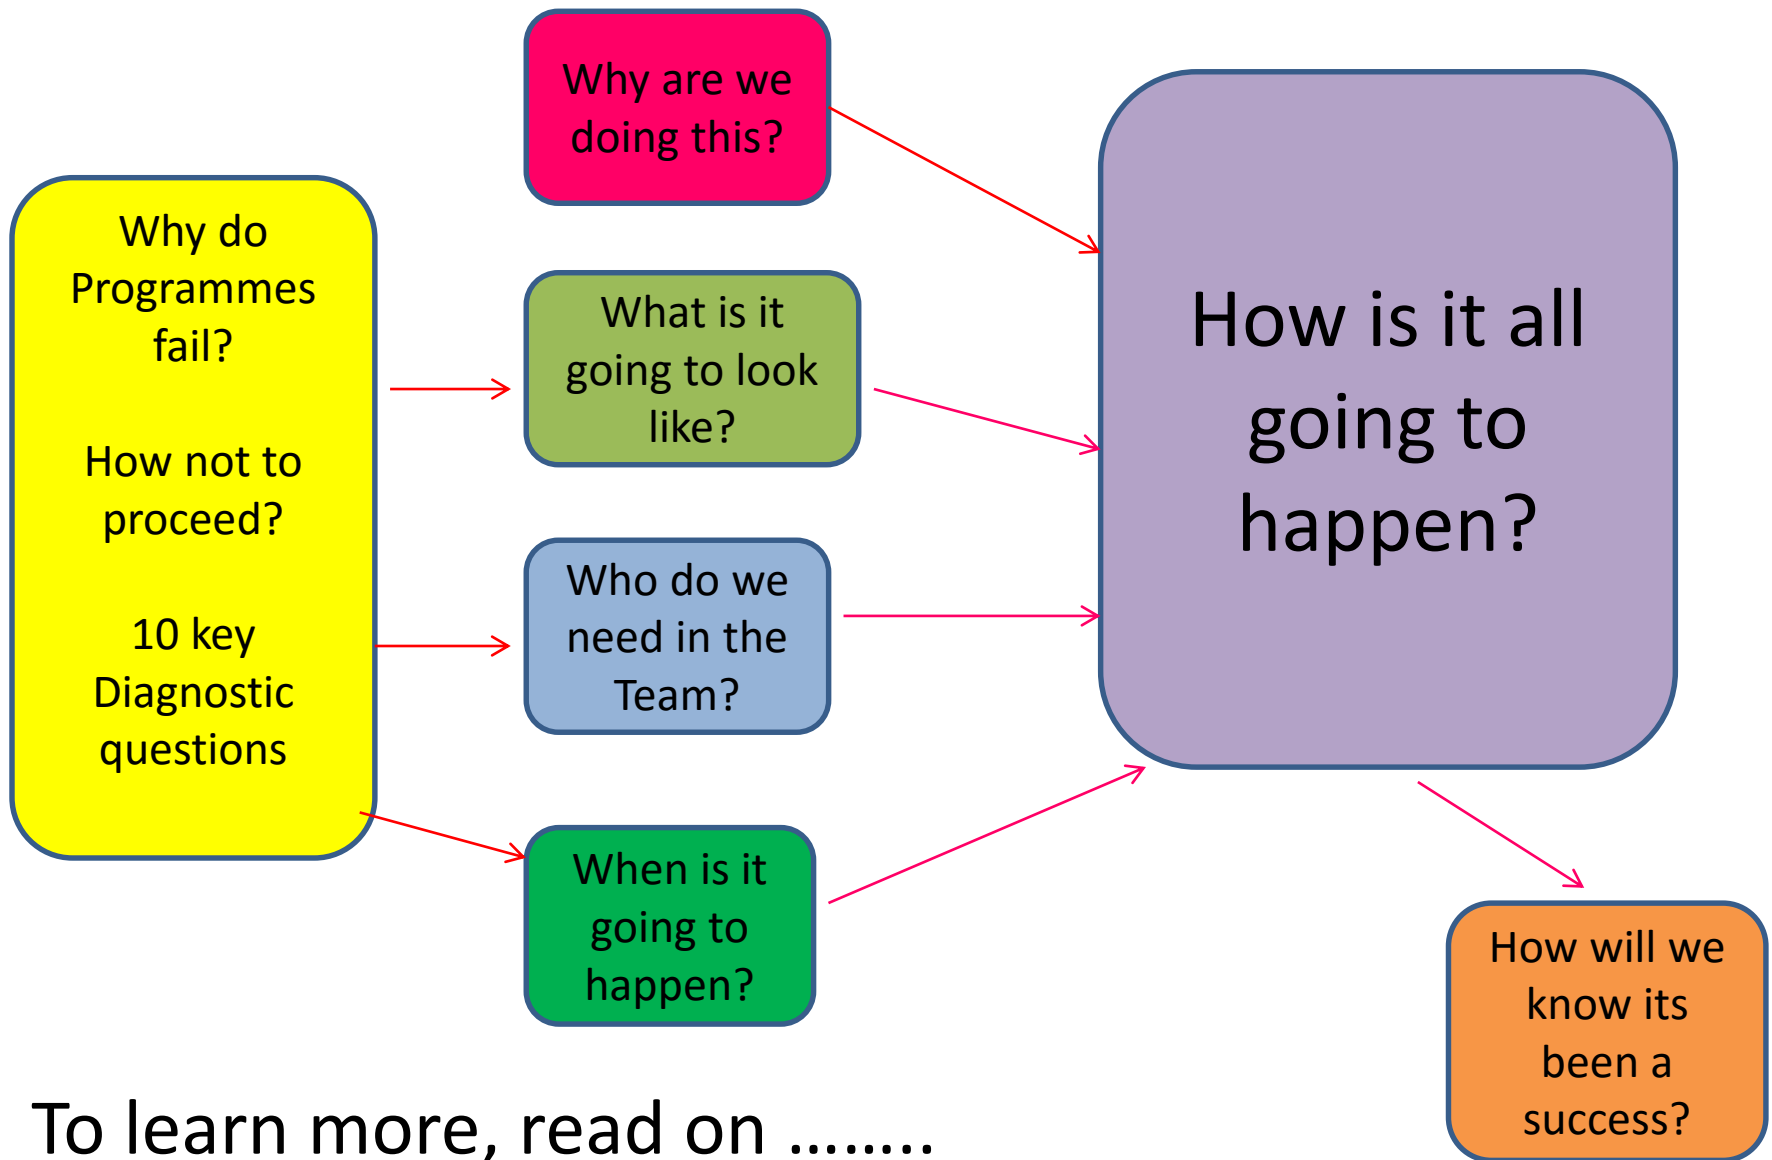 Why do
Programmes
fail?
How not to
proceed?
10 key
Diagnostic
questions
Why are we
doing this?
What is it
going to look
like?
Who do we
need in the
Team?
When is it
going to
happen?
How is it all
going to
happen?
How will we
know its
been a
success?
To learn more, read on ........